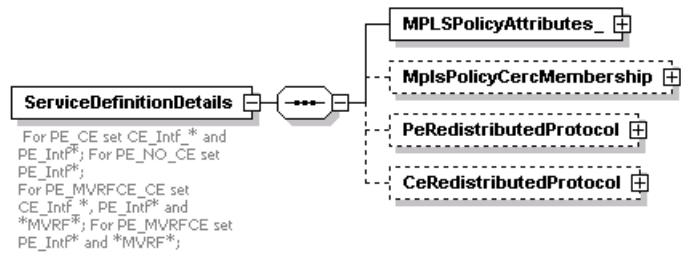 MPLSPolicyAttributes_
MplsPolicyCercMembership
ServiceDefinitionDetails
PeRedistributedProtocol
CeRedistributedProtocol
For PE_CE set CE_Intf_* and
PE_Intf*; For PE_NO_CE set
PE_Intf*;
For PE_MVRFCE_CE set
CE_Intf_*, PE_Intf* and
*MVRF*; For PE_MVRFCE set
PE_Intf* and *MVRF*;